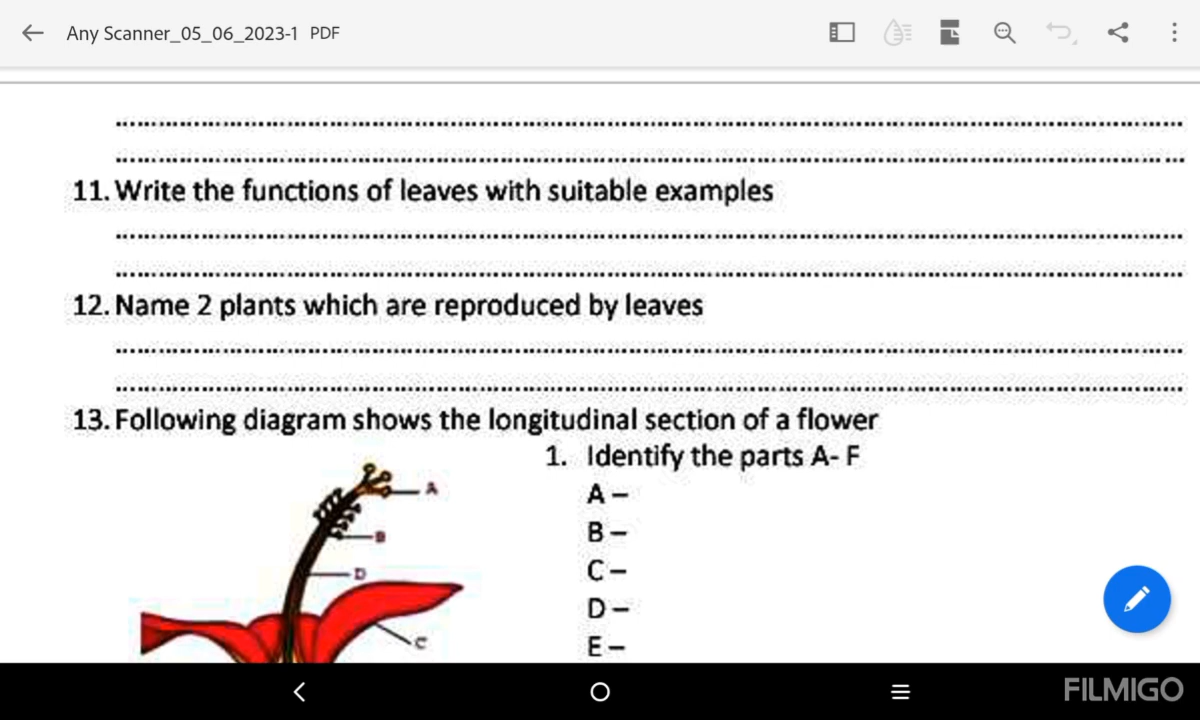 Any Scanner_05_06_2023-1 PDF
11. Write the functions of leaves with suitable examples
12. Name 2 plants which are reproduced by leaves
13. Following diagram shows the longitudinal section of a flower
1. Identify the parts A- F
A –
B –
C –
D –
E –
A
B
D
C
FILMIGO